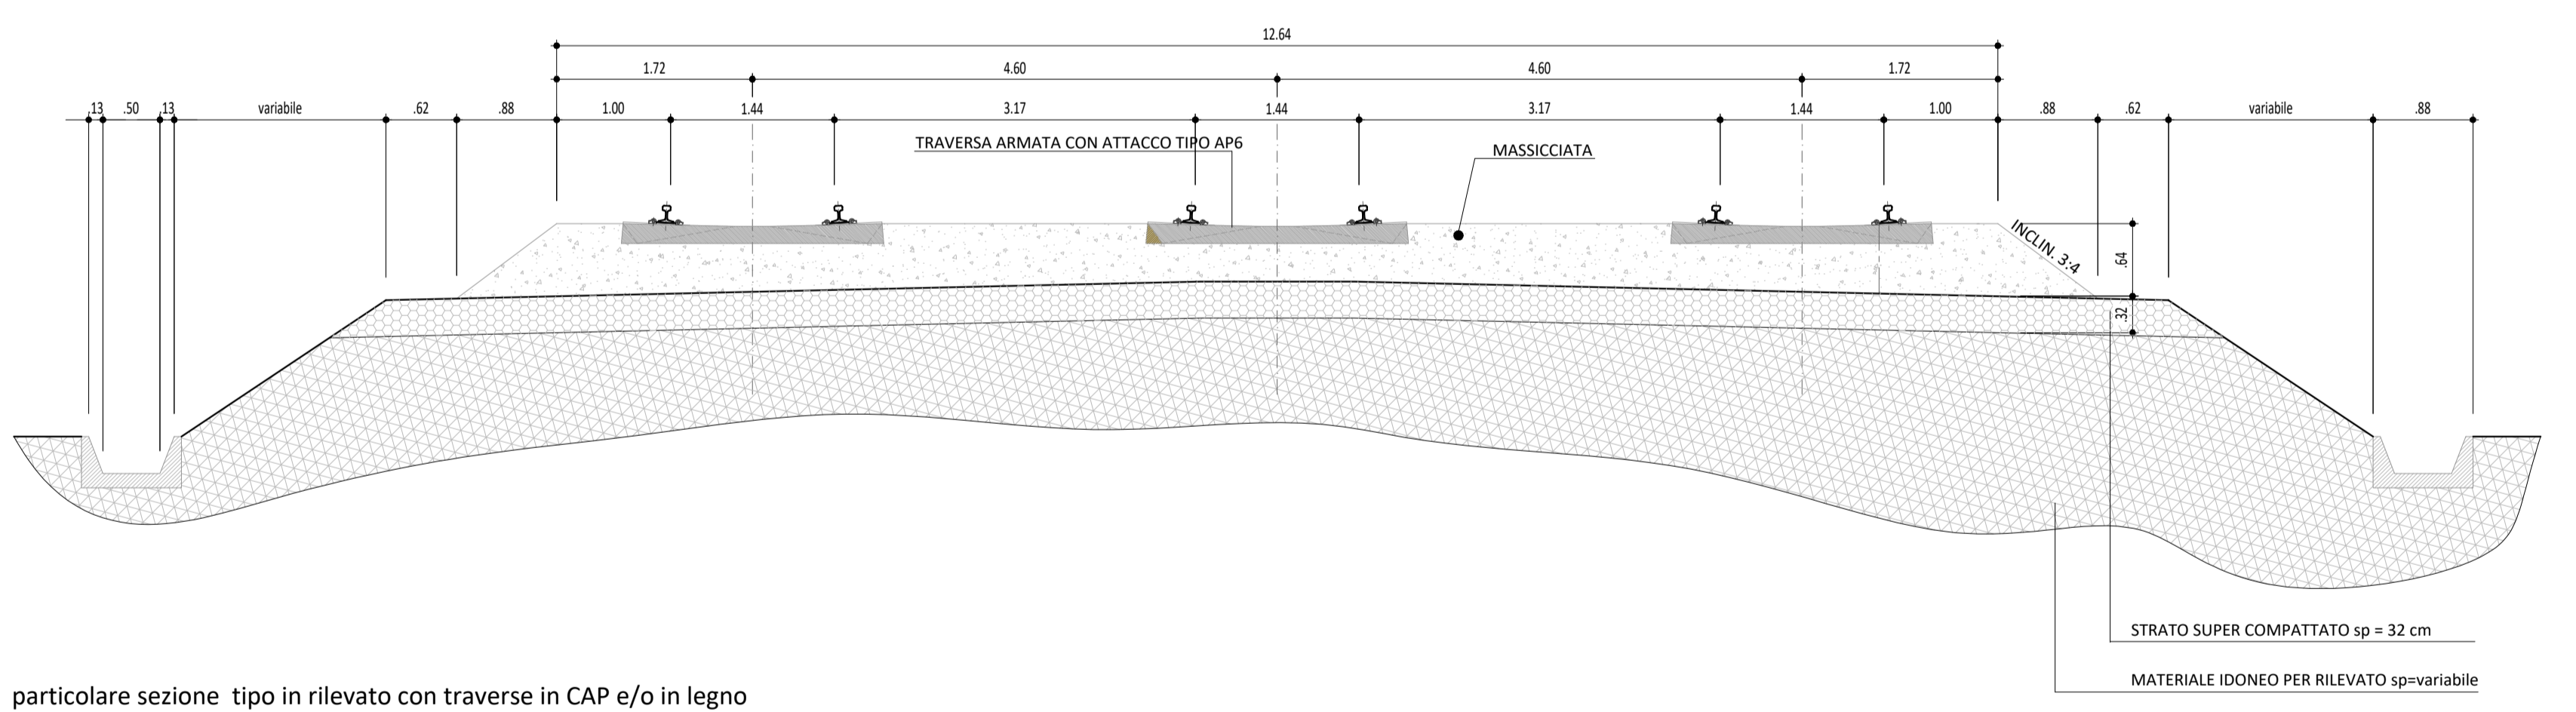 12.64
1.72 4.60 4.60 1.72
.13 .50 .13 variabile .62 .88 1.00 1.44 3.17 1.44 3.17 1.44 1.00 .88 .62 variabile .88
TRAVERSA ARMATA CON ATTACCO TIPO AP6
MASSICCIATA
INCLIN. 3:4
.64
.32
STRATO SUPER COMPATTATO sp = 32 cm
MATERIALE IDONEO PER RILEVATO sp=variabile
particolare sezione tipo in rilevato con traverse in CAP e/o in legno